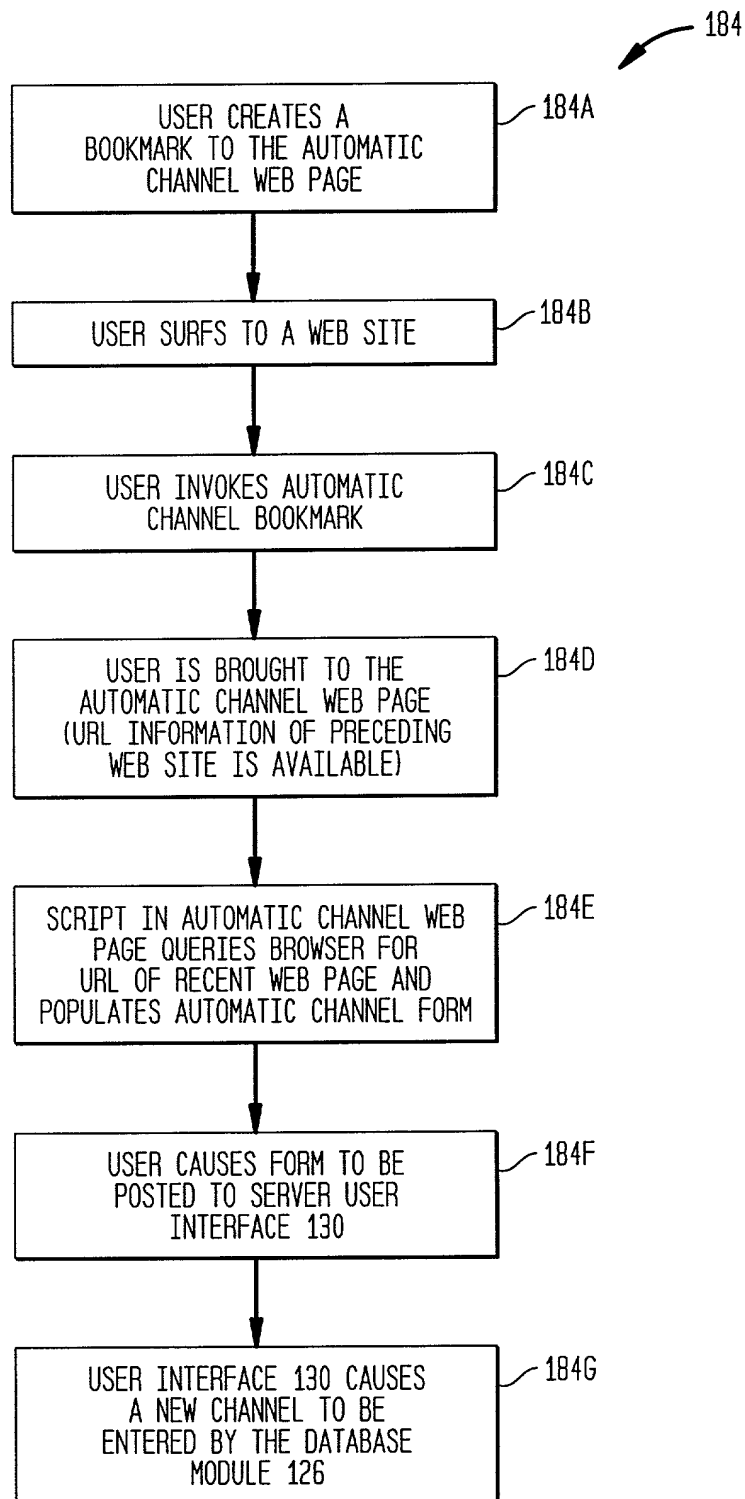 184
USER CREATES A
BOOKMARK TO THE AUTOMATIC
CHANNEL WEB PAGE
184A
USER SURFS TO A WEB SITE
184B
USER INVOKES AUTOMATIC
CHANNEL BOOKMARK
184C
USER IS BROUGHT TO THE
AUTOMATIC CHANNEL WEB PAGE
(URL INFORMATION OF PRECEDING
WEB SITE IS AVAILABLE)
184D
SCRIPT IN AUTOMATIC CHANNEL WEB
PAGE QUERIES BROWSER FOR
URL OF RECENT WEB PAGE AND
POPULATES AUTOMATIC CHANNEL FORM
184E
USER CAUSES FORM TO BE
POSTED TO SERVER USER
INTERFACE 130
184F
USER INTERFACE 130 CAUSES
A NEW CHANNEL TO BE
ENTERED BY THE DATABASE
MODULE 126
184G